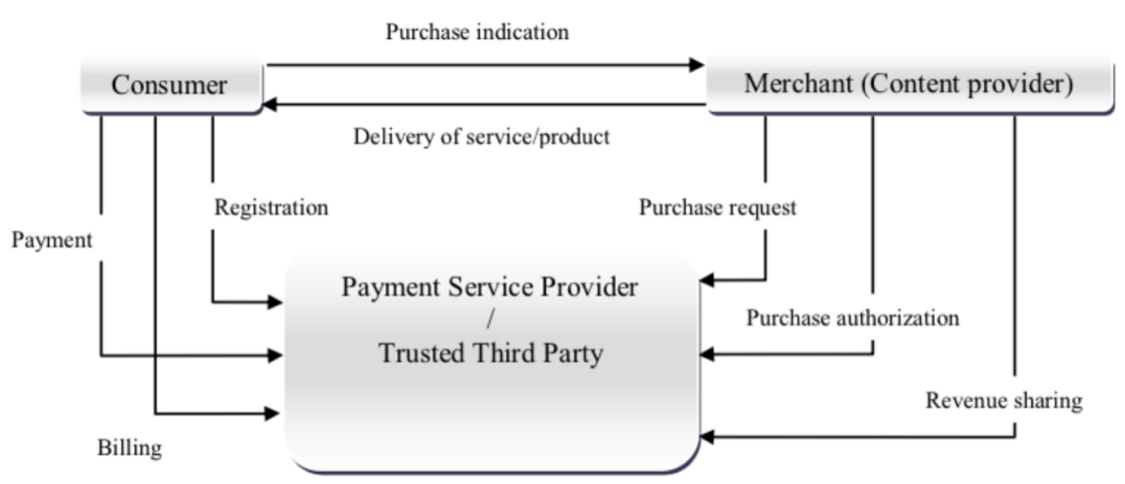 Purchase indication
Consumer
Merchant (Content provider)
Delivery of service/product
Registration
Purchase request
Payment
Payment Service Provider
/
Trusted Third Party
Purchase authorization
Revenue sharing
Billing